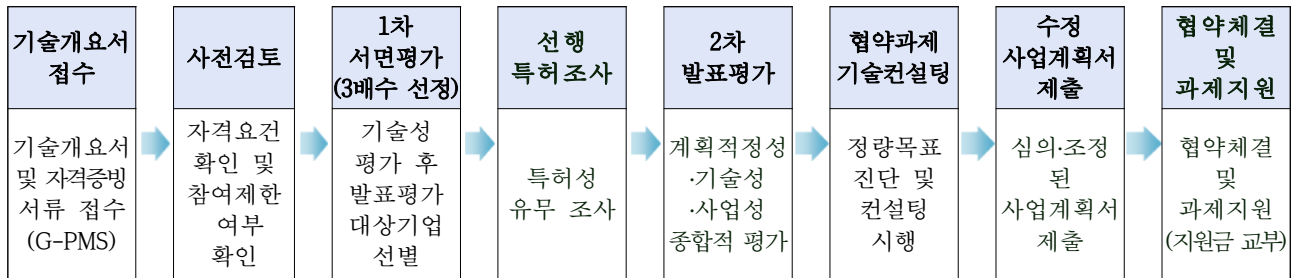 기술개요서
접수
기술개요서
및 자격증빙
서류 접수
(G-PMS)
사전검토
자격요건
확인 및
참여제한
여부
확인
1차
서면평가
(3배수 선정)
기술성
평가 후
발표평가
대상기업
선별
선행
특허조사
특허성
유무 조사
2차
발표평가
계획적정성
·기술성
·사업성
종합적 평가
협약과제
기술컨설팅
정량목표
진단 및
컨설팅
시행
수정
사업계획서
제출
심의·조정
된
사업계획서
제출
협약체결
및
과제지원
협약체결
및
과제지원
(지원금 교부)